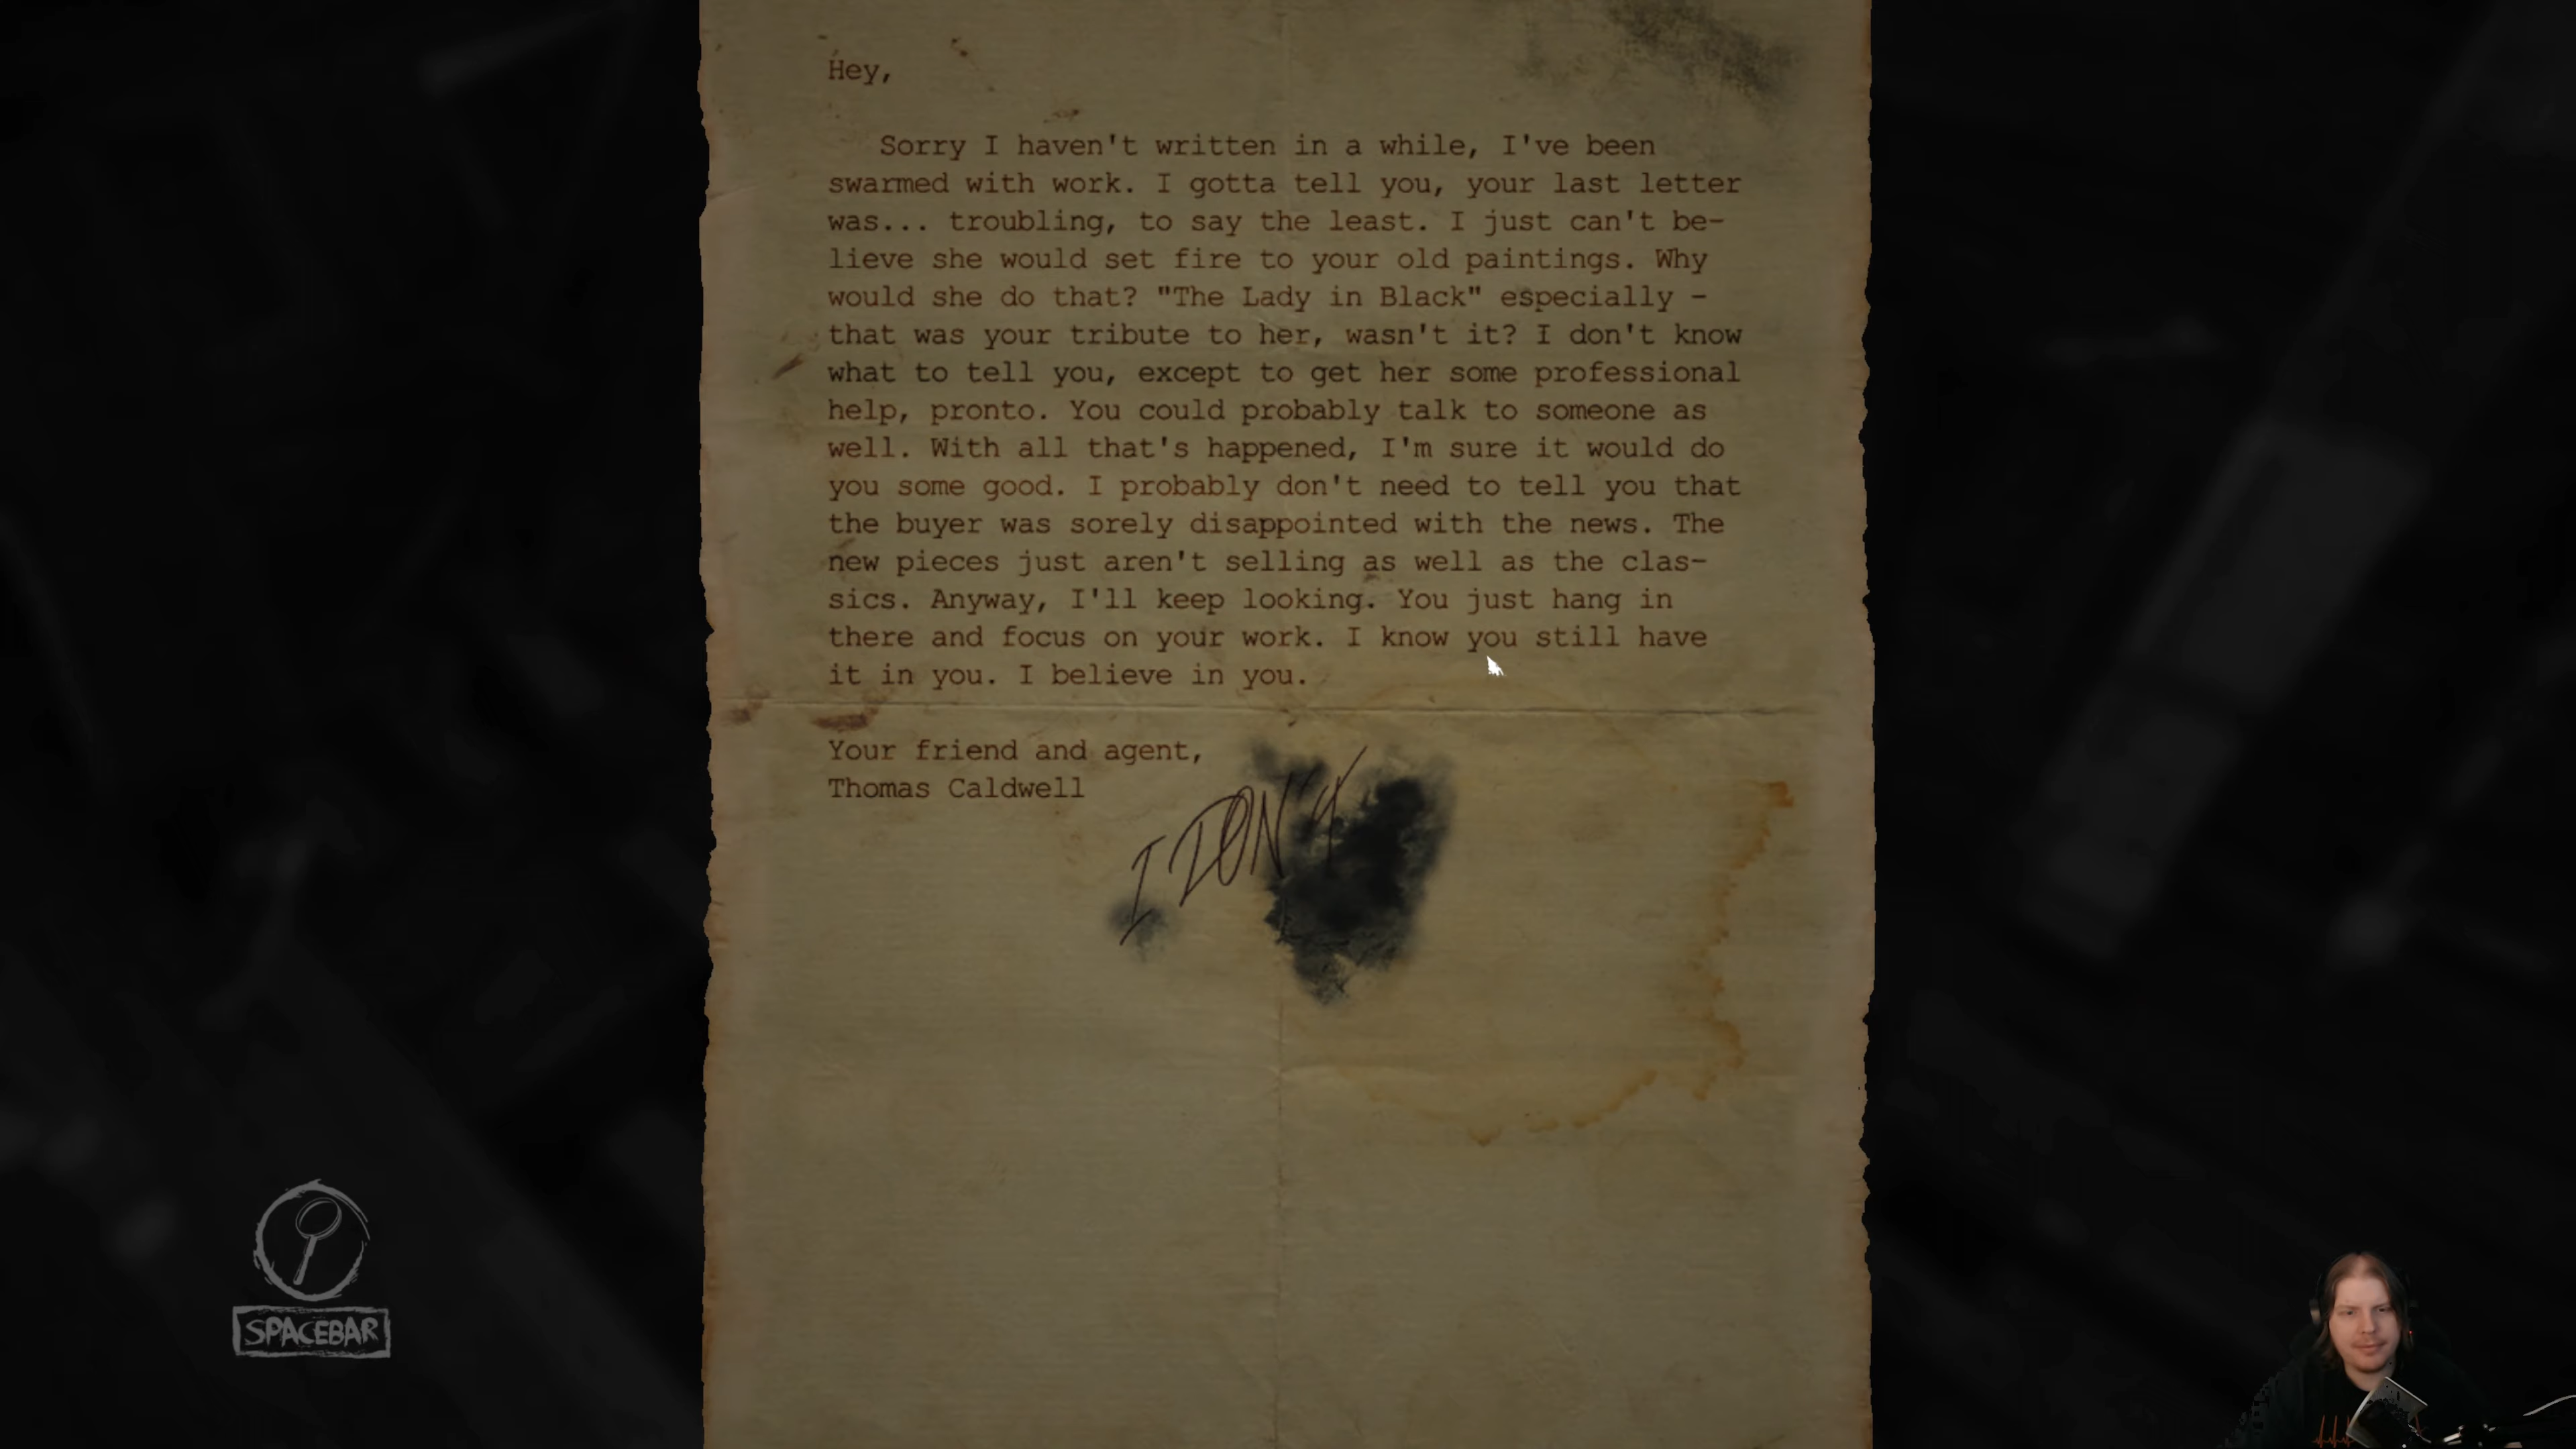 Hey,
Sorry I haven't written in a while, I've been
swarmed with work. I gotta tell you, your last letter
was... troubling, to say the least. I just can't be-
lieve she would set fire to your old paintings. Why
would she do that? "The Lady in Black" especially -
that was your tribute to her, wasn't it? I don't know
what to tell you, except to get her some professional
help, pronto. You could probably talk to someone as
well. With all that's happened, I'm sure it would do
you some good. I probably don't need to tell you that
the buyer was sorely disappointed with the news. The
new pieces just aren't selling as well as the clas-
sics. Anyway, I'll keep looking. You just hang in
there and focus on your work. I know you still have
it in you. I believe in you.
Your friend and agent,
Thomas Caldwell
I DON'T
SPACEBAR